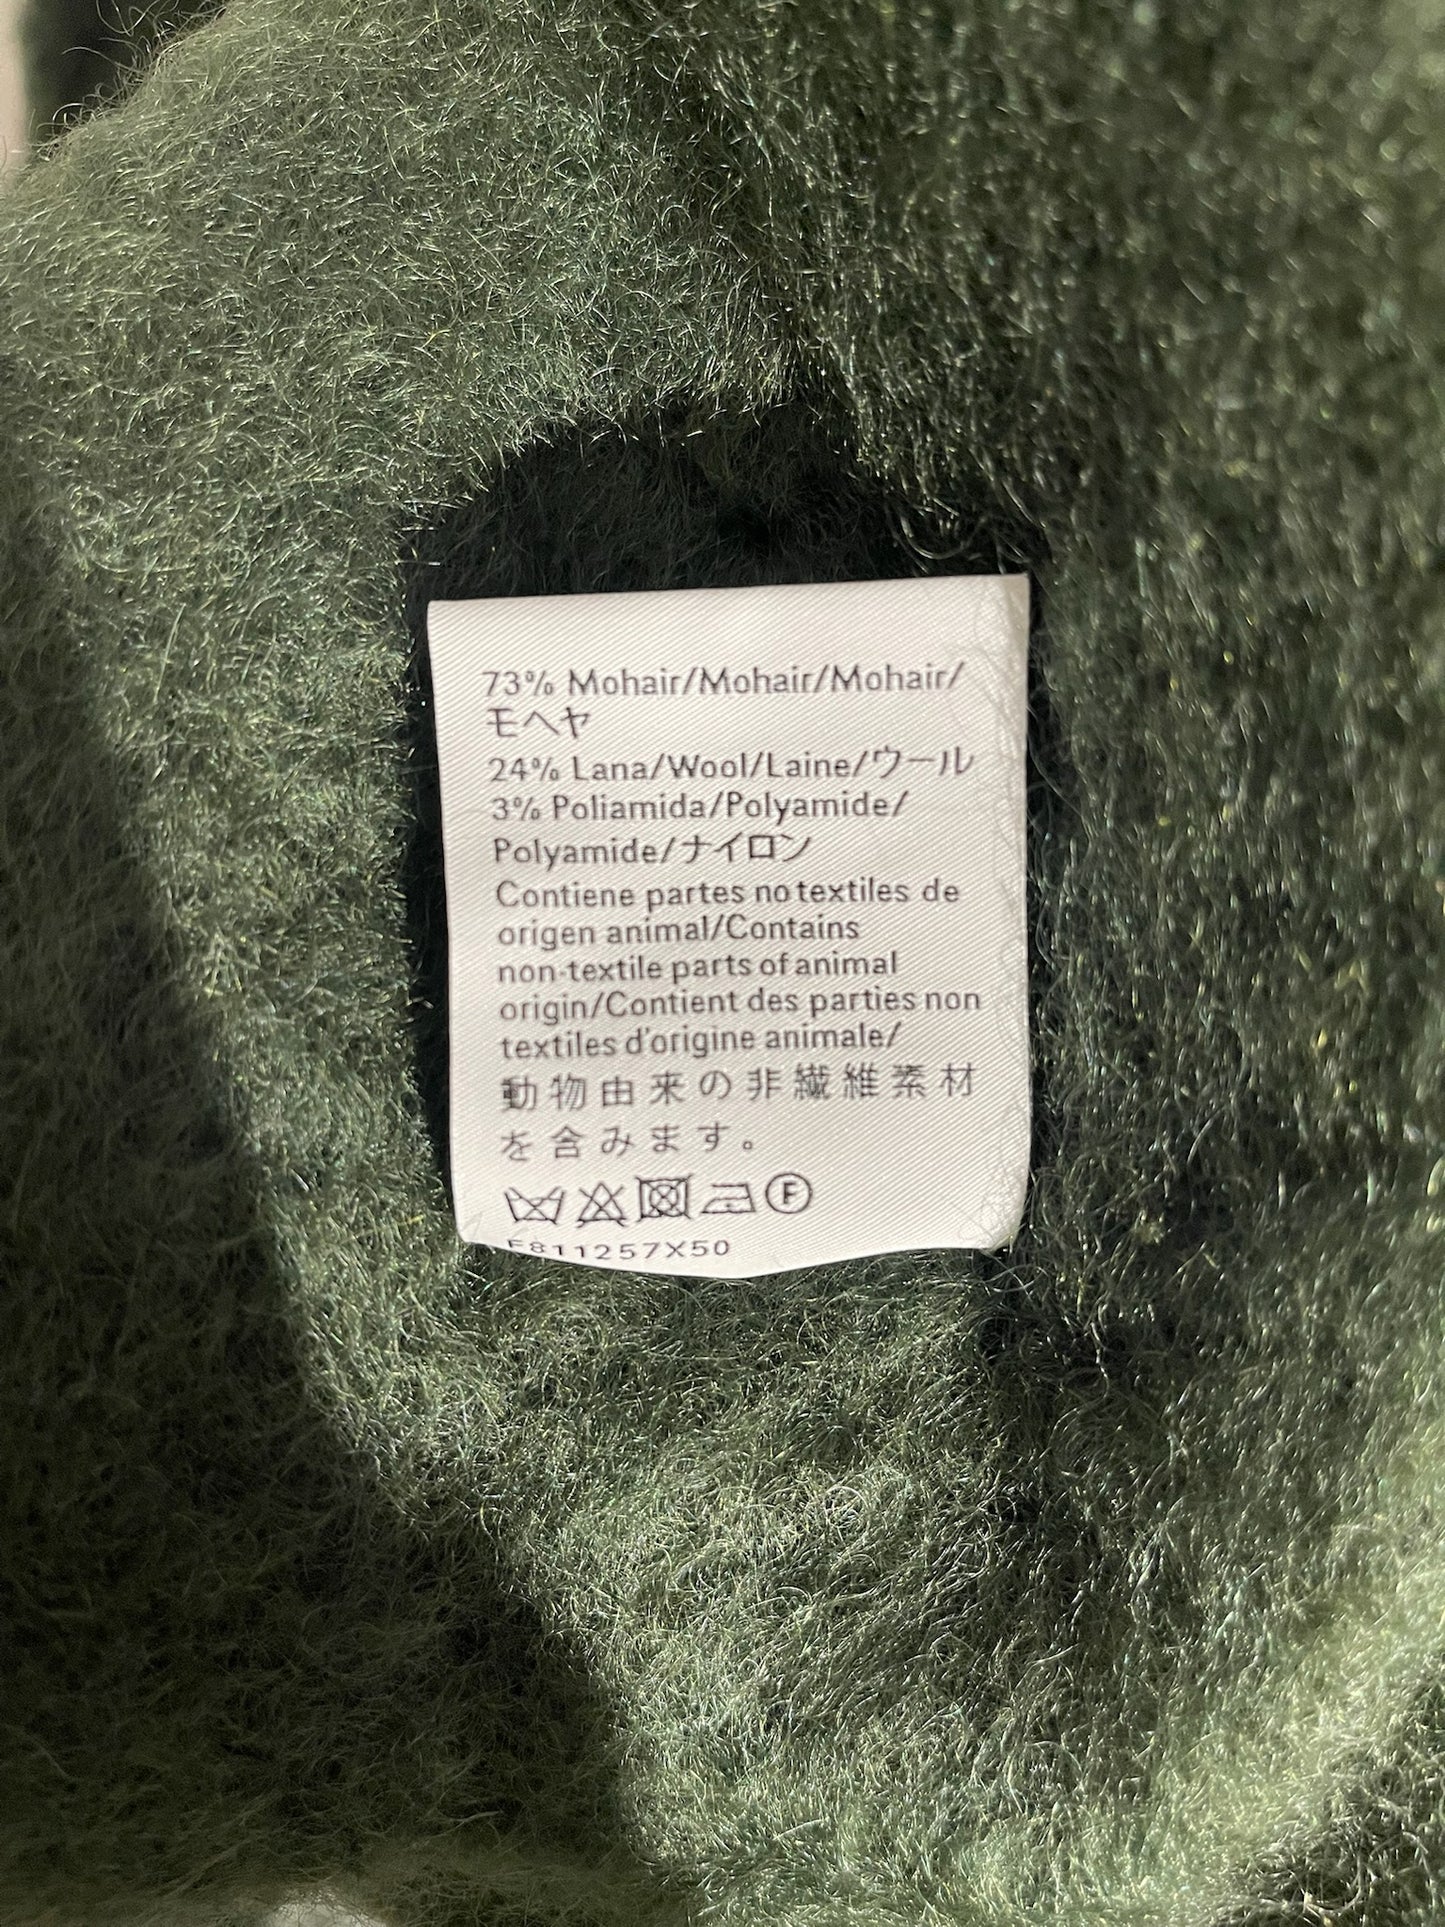 73% Mohair/Mohair/Mohair/
モヘヤ
24% Lana/Wool/Laine/ウール
3% Poliamida/Polyamide/
Polyamide/ナイロン
Contiene partes no textiles de
origen animal/Contains
non-textile parts of animal
origin/Contient des parties non
textiles d'origine animale/
動物由来の非繊維素材
を含みます。
F
E811257X50